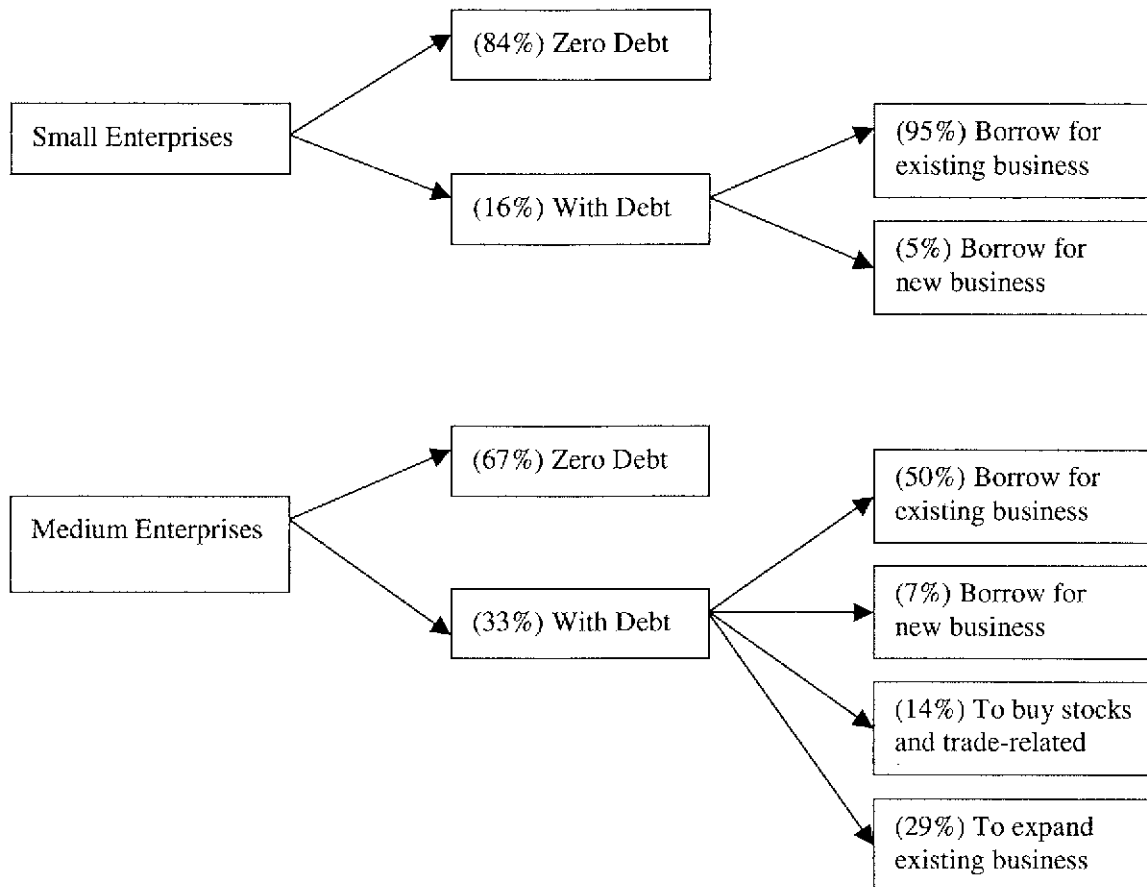 (84%) Zero Debt
Small Enterprises
(95%) Borrow for
existing business
(16%) With Debt
(5%) Borrow for
new business
(67%) Zero Debt
(50%) Borrow for
existing business
Medium Enterprises
(7%) Borrow for
new business
(33%) With Debt
(14%) To buy stocks
and trade-related
(29%) To expand
existing business